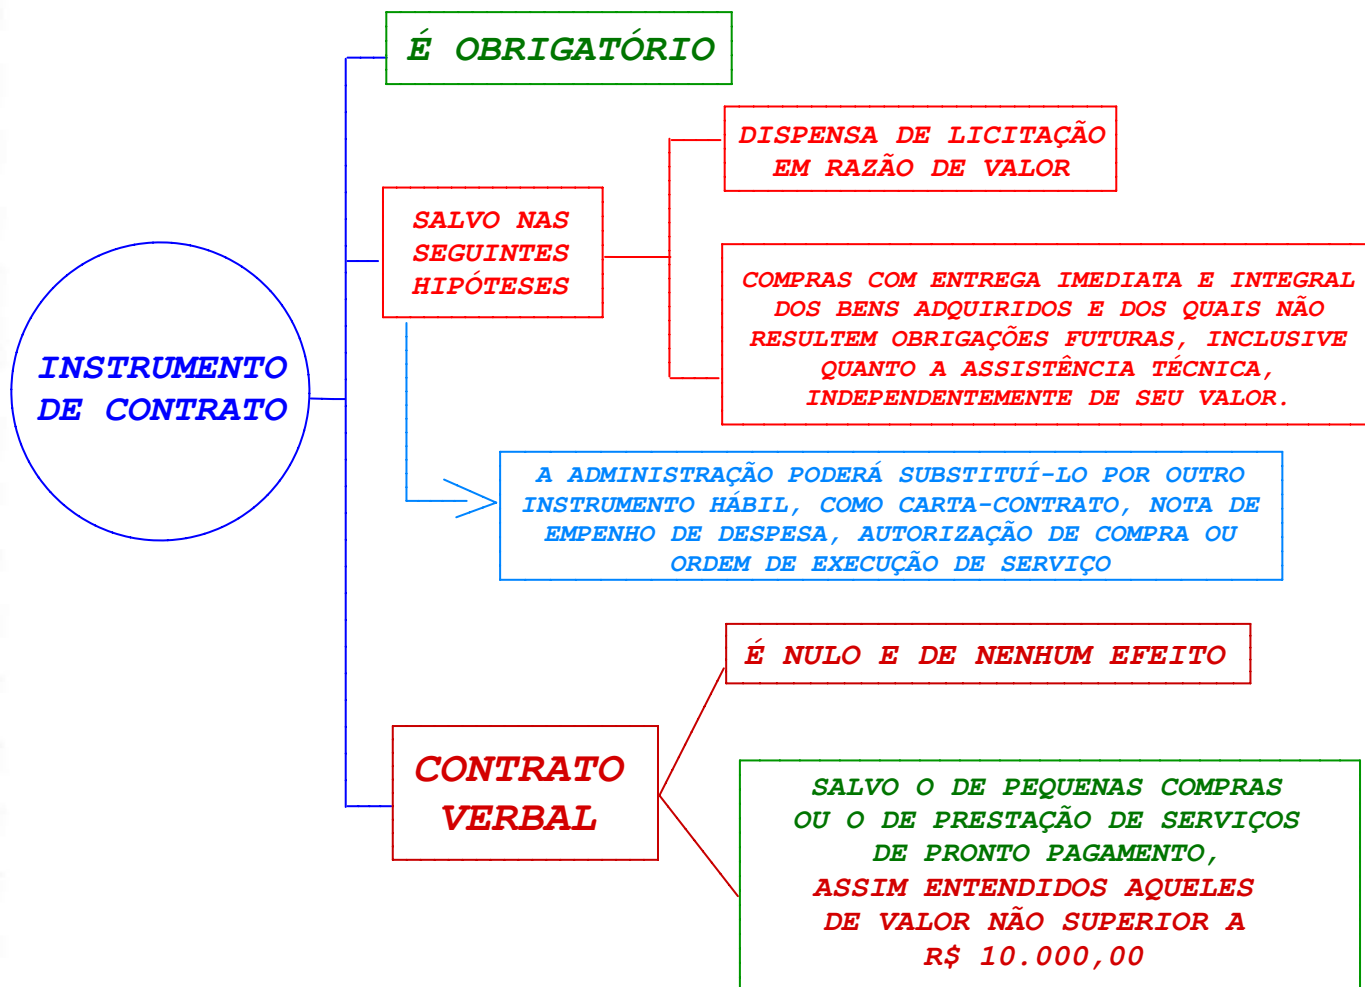 É OBRIGATÓRIO
DISPENSA DE LICITAÇÃO
EM RAZÃO DE VALOR
SALVO NAS
SEGUINTES
HIPÓTESES
COMPRAS COM ENTREGA IMEDIATA E INTEGRAL
DOS BENS ADQUIRIDOS E DOS QUAIS NÃO
RESULTEM OBRIGAÇÕES FUTURAS, INCLUSIVE
QUANTO A ASSISTÊNCIA TÉCNICA,
INDEPENDENTEMENTE DE SEU VALOR.
INSTRUMENTO
DE CONTRATO
A ADMINISTRAÇÃO PODERÁ SUBSTITUÍ-LO POR OUTRO
INSTRUMENTO HÁBIL, COMO CARTA-CONTRATO, NOTA DE
EMPENHO DE DESPESA, AUTORIZAÇÃO DE COMPRA OU
ORDEM DE EXECUÇÃO DE SERVIÇO
É NULO E DE NENHUM EFEITO
CONTRATO
VERBAL
SALVO O DE PEQUENAS COMPRAS
OU O DE PRESTAÇÃO DE SERVIÇOS
DE PRONTO PAGAMENTO,
ASSIM ENTENDIDOS AQUELES
DE VALOR NÃO SUPERIOR A
R$ 10.000,00